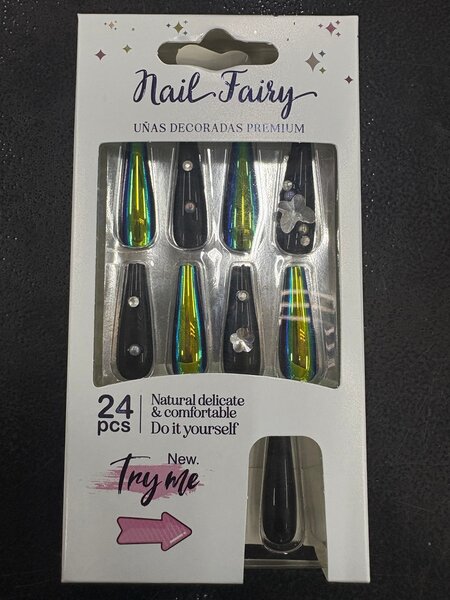 Nail Fairy
UÑAS DECORADAS PREMIUM
24 pcs
Natural delicate
& comfortable
Do it yourself
New.
Try me